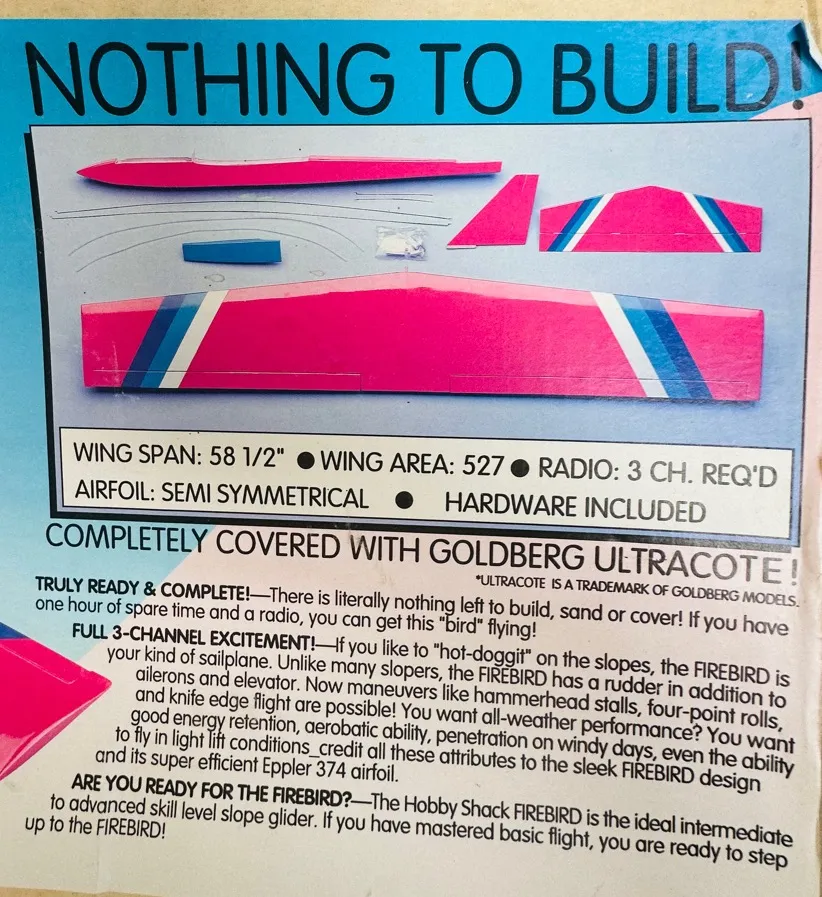 NOTHING TO BUILD!
WING SPAN: 58 1/2" ● WING AREA: 527 ● RADIO: 3 CH. REQ'D
AIRFOIL: SEMI SYMMETRICAL ● HARDWARE INCLUDED
COMPLETELY COVERED WITH GOLDBERG ULTRACOTE!
*ULTRACOTE IS A TRADEMARK OF GOLDBERG MODELS.
TRULY READY & COMPLETE!—There is literally nothing left to build, sand or cover! If you have
one hour of spare time and a radio, you can get this "bird" flying!
FULL 3-CHANNEL EXCITEMENT!—If you like to "hot-doggit" on the slopes, the FIREBIRD is
your kind of sailplane. Unlike many slopers, the FIREBIRD has a rudder in addition to
ailerons and elevator. Now maneuvers like hammerhead stalls, four-point rolls,
and knife edge flight are possible! You want all-weather performance? You want
good energy retention, aerobatic ability, penetration on windy days, even the ability
to fly in light lift conditions_credit all these attributes to the sleek FIREBIRD design
and its super efficient Eppler 374 airfoil.
ARE YOU READY FOR THE FIREBIRD?—The Hobby Shack FIREBIRD is the ideal intermediate
to advanced skill level slope glider. If you have mastered basic flight, you are ready to step
up to the FIREBIRD!